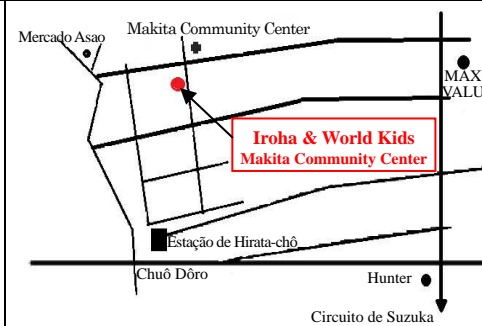 Makita Community Center
Mercado Asao
MAX
VALU
Iroha & World Kids
Makita Community Center
Estação de Hirata-chô
Chuô Dôro
Hunter
Circuito de Suzuka